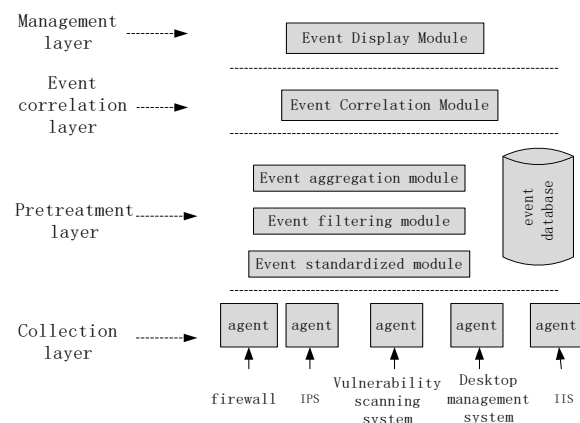 Management
layer
Event Display Module
Event
correlation
layer
Event Correlation Module
Pretreatment
layer
Event aggregation module
Event filtering module
Event standardized module
event
database
Collection
layer
agent
agent
agent
agent
agent
firewall
IPS
Vulnerability
scanning
system
Desktop
management
system
IIS